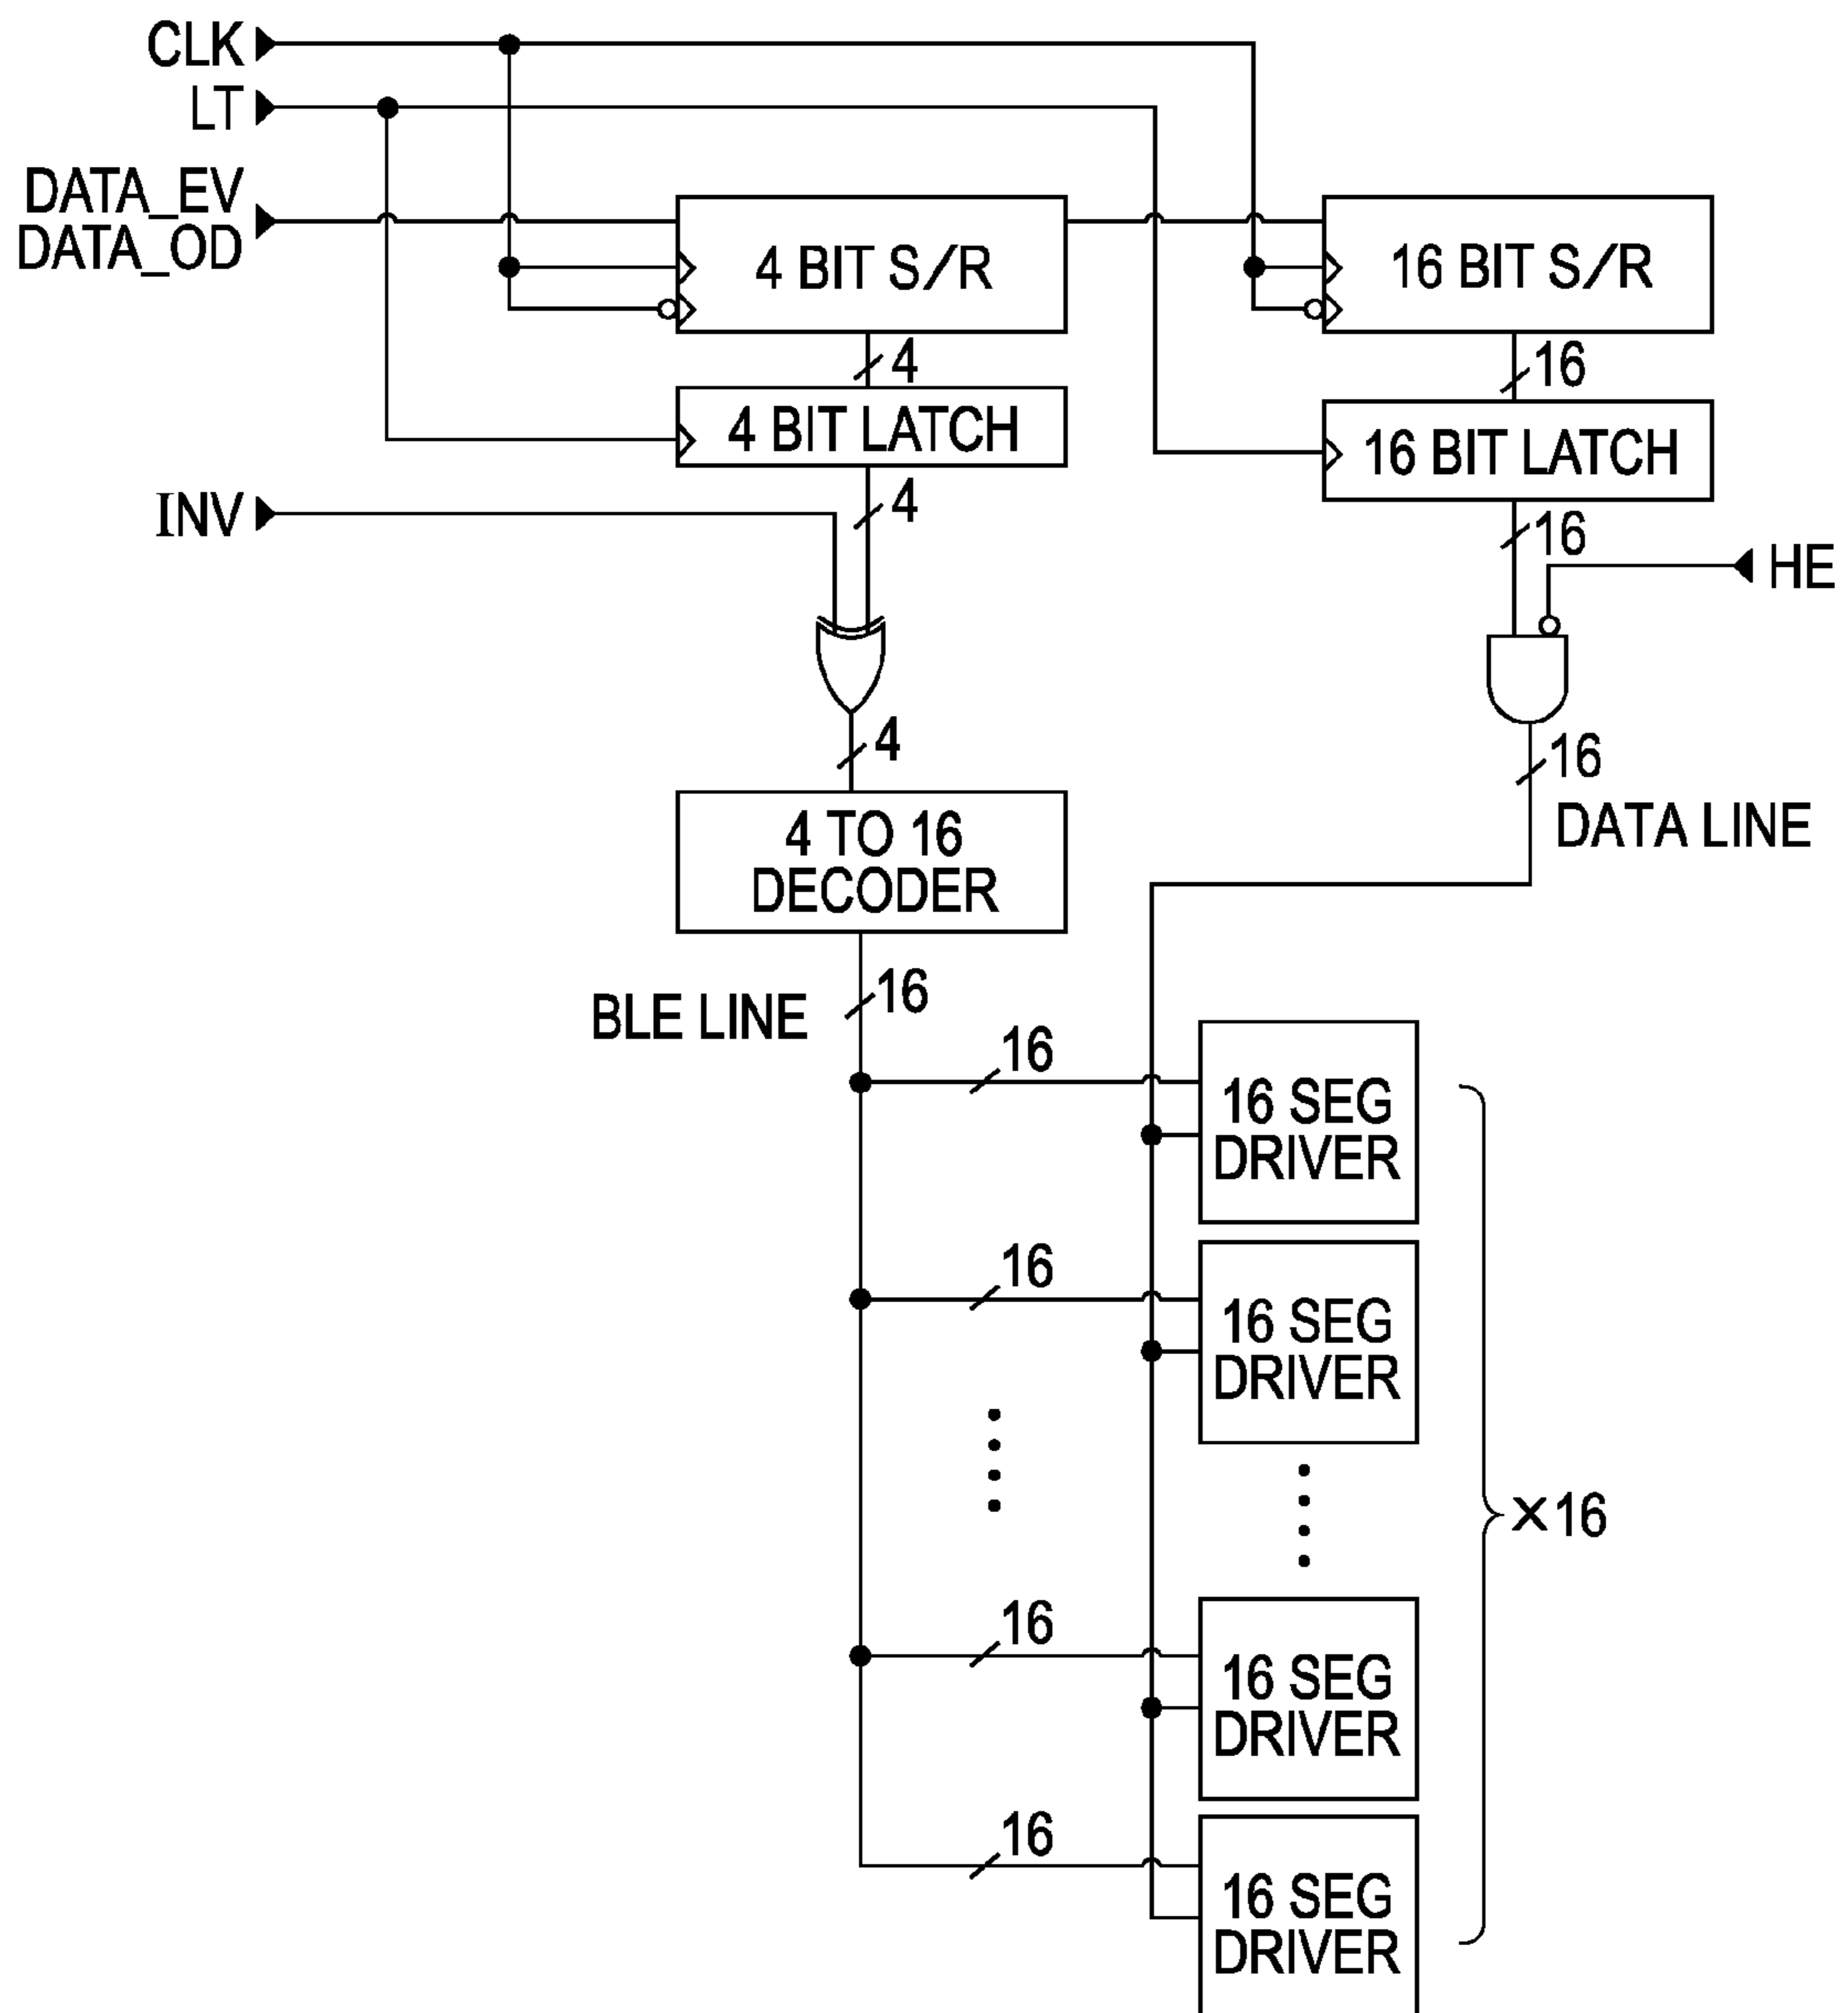 CLK
LT
DATA_EV
DATA_OD
4 BIT S/R
16 BIT S/R
4
16
4 BIT LATCH
16 BIT LATCH
INV
4
16
HE
4
16
4 TO 16
DECODER
DATA LINE
BLE LINE
16
16
16 SEG
DRIVER
16
16 SEG
DRIVER
×16
16
16 SEG
DRIVER
16
16 SEG
DRIVER